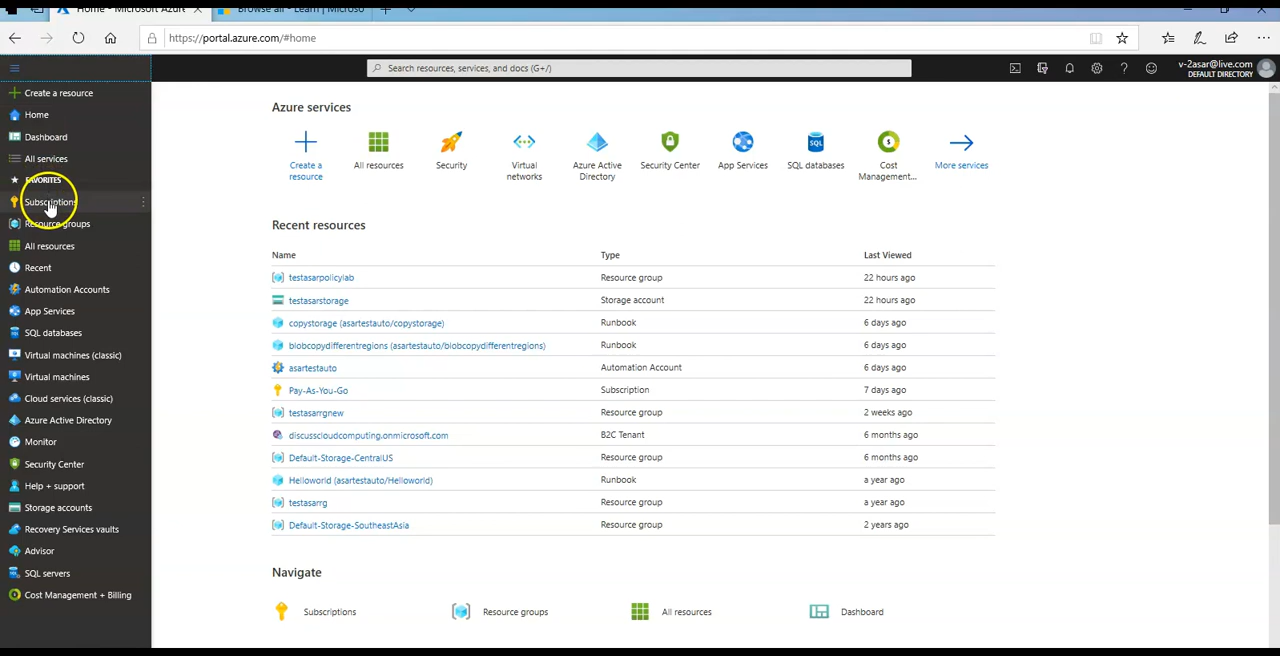 Home - Microsoft Azure
Browse all - Learn | Microso
https://portal.azure.com/#home
Search resources, services, and docs (G+/)
v-2asar@live.com
DEFAULT DIRECTORY
Create a resource
Home
Dashboard
All services
FAVORITES
Subscriptions
Resource groups
All resources
Recent
Automation Accounts
App Services
SQL databases
Virtual machines (classic)
Virtual machines
Cloud services (classic)
Azure Active Directory
Monitor
Security Center
Help + support
Storage accounts
Recovery Services vaults
Advisor
SQL servers
Cost Management + Billing
Azure services
Create a
resource
All resources
Security
Virtual
networks
Azure Active
Directory
Security Center
App Services
SQL
SQL databases
Cost
Management...
More services
Recent resources
Name Type Last Viewed
testasarpolicylab Resource group 22 hours ago
testasarstorage Storage account 22 hours ago
copystorage (asartestauto/copystorage) Runbook 6 days ago
blobcopydifferentregions (asartestauto/blobcopydifferentregions) Runbook 6 days ago
asartestauto Automation Account 6 days ago
Pay-As-You-Go Subscription 7 days ago
testasarrgnew Resource group 2 weeks ago
discusscloudcomputing.onmicrosoft.com B2C Tenant 6 months ago
Default-Storage-CentralUS Resource group 6 months ago
Helloworld (asartestauto/Helloworld) Runbook a year ago
testasarrg Resource group a year ago
Default-Storage-SoutheastAsia Resource group 2 years ago
Navigate
Subscriptions Resource groups All resources Dashboard